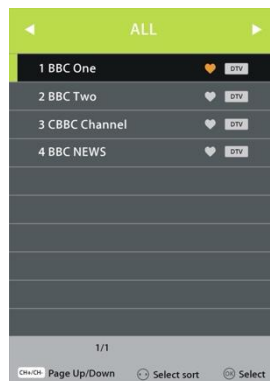 ALL
1 BBC One DTV
2 BBC Two DTV
3 CBBC Channel DTV
4 BBC NEWS DTV
1/1
CH+/CH- Page Up/Down Select sort OK Select